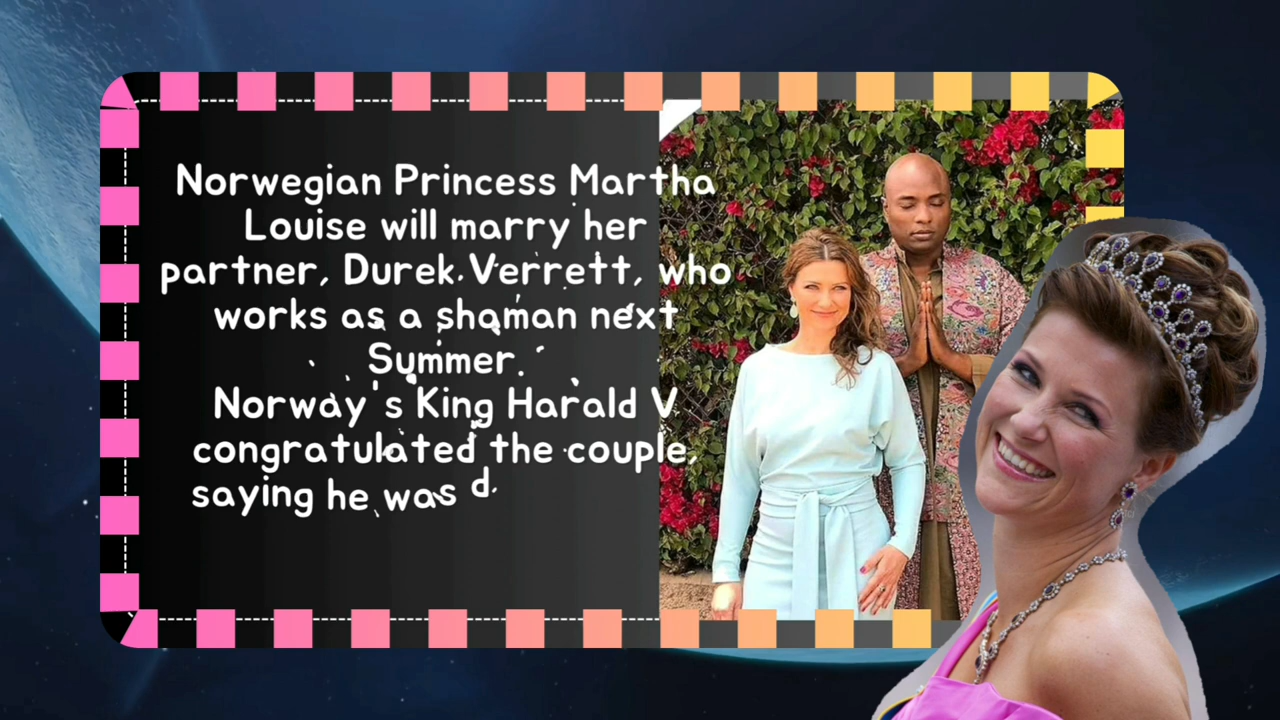 Norwegian Princess Martha
Louise will marry her
partner, Durek Verrett, who
works as a shaman next
Summer.
Norway's King Harald V
congratulated the couple,
saying he was d